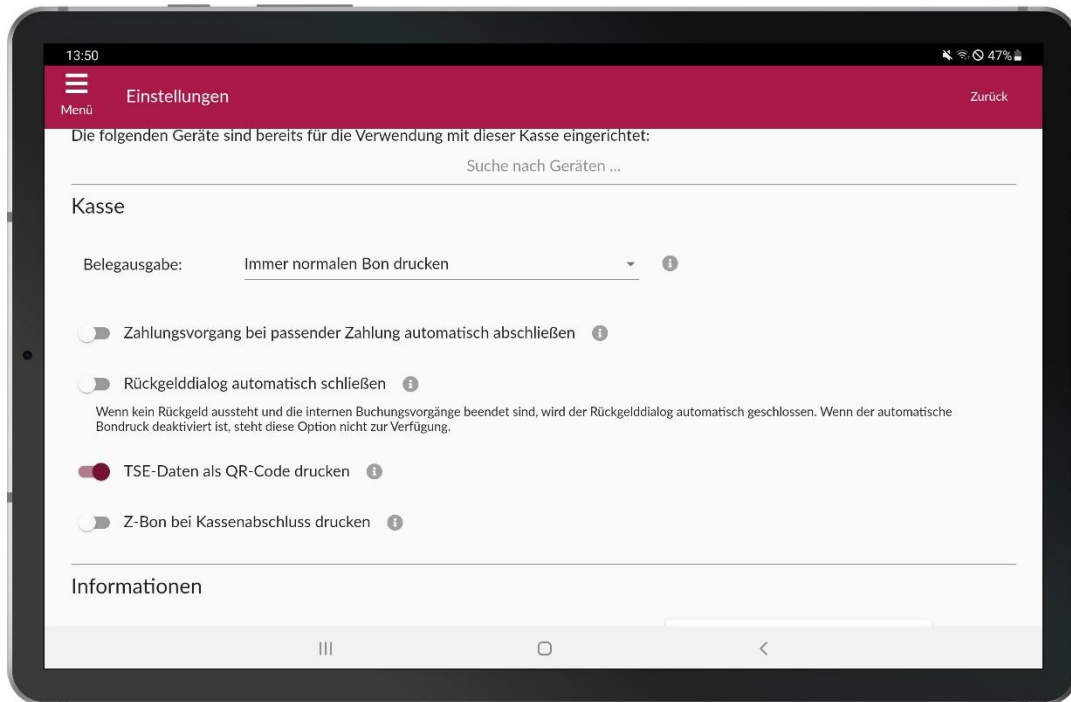 13:50
47%
Menü
Einstellungen
Zurück
Die folgenden Geräte sind bereits für die Verwendung mit dieser Kasse eingerichtet:
Suche nach Geräten ...
Kasse
Belegausgabe:
Immer normalen Bon drucken
Zahlungsvorgang bei passender Zahlung automatisch abschließen
Rückgelddialog automatisch schließen
Wenn kein Rückgeld aussteht und die internen Buchungsvorgänge beendet sind, wird der Rückgelddialog automatisch geschlossen. Wenn der automatische
Bondruck deaktiviert ist, steht diese Option nicht zur Verfügung.
TSE-Daten als QR-Code drucken
Z-Bon bei Kassenabschluss drucken
Informationen